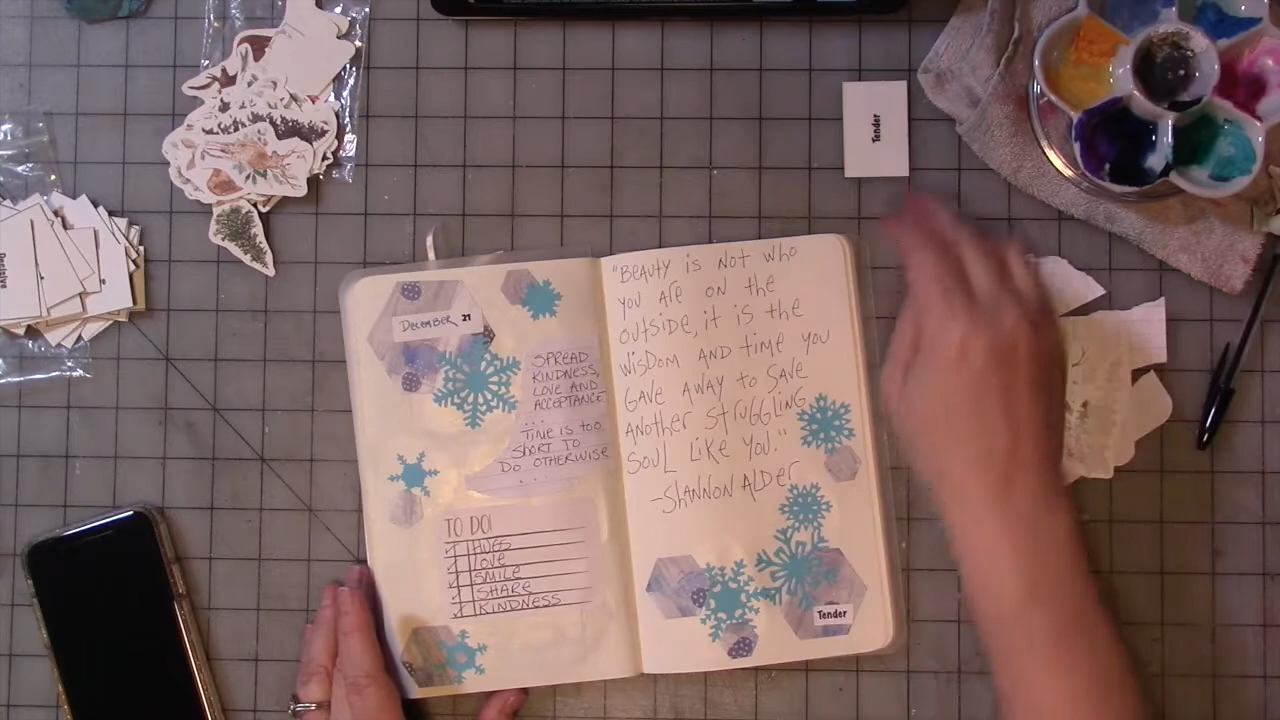 Tender
December 21
SPREAD
KINDNESS,
LOVE AND
ACCEPTANCE
...
TIME IS TOO
SHORT TO
DO OTHERWISE
....
TO DO!
HUGS
LOVE
SMILE
SHARE
KINDNESS
"BEAUTY IS NOT WHO
YOU ARE ON THE
OUTSIDE, IT IS THE
WISDOM AND TIME YOU
GAVE AWAY TO SAVE
ANOTHER STRUGGLING
SOUL LIKE YOU."
-SHANNON ALDER
Tender